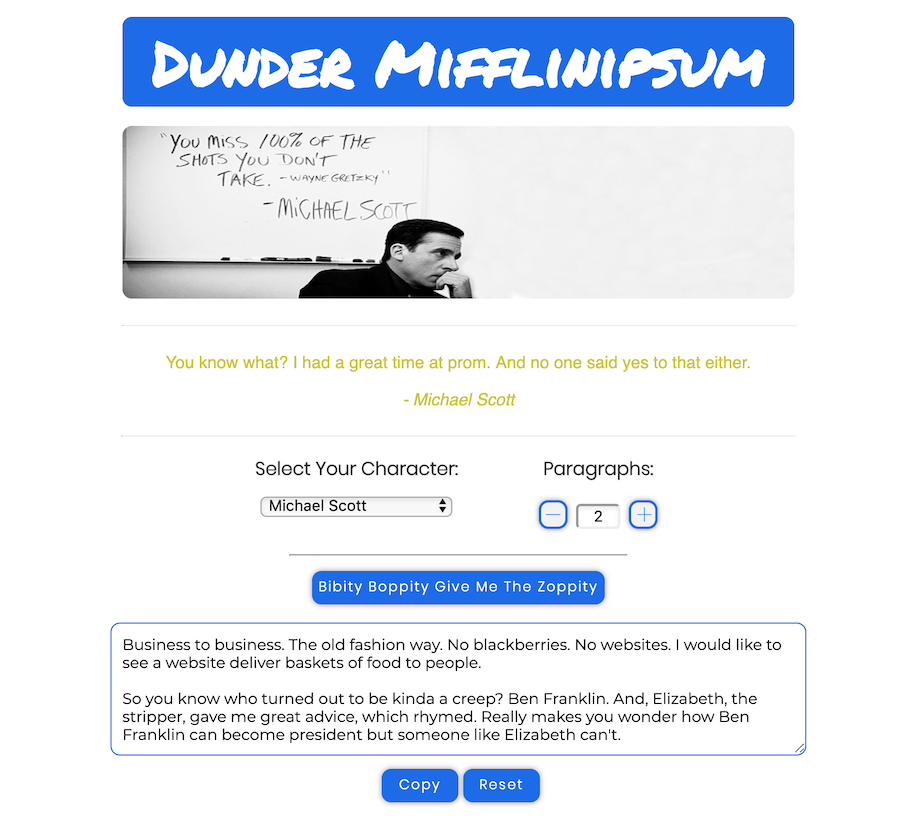 Dunder Mifflinipsum
"You miss 100% of the
shots you don't
take. - Wayne Gretzky"
- Michael Scott
You know what? I had a great time at prom. And no one said yes to that either.
- Michael Scott
Select Your Character:
Paragraphs:
Michael Scott
2
Bibity Boppity Give Me The Zoppity
Business to business. The old fashion way. No blackberries. No websites. I would like to
see a website deliver baskets of food to people.
So you know who turned out to be kinda a creep? Ben Franklin. And, Elizabeth, the
stripper, gave me great advice, which rhymed. Really makes you wonder how Ben
Franklin can become president but someone like Elizabeth can't.
Copy
Reset